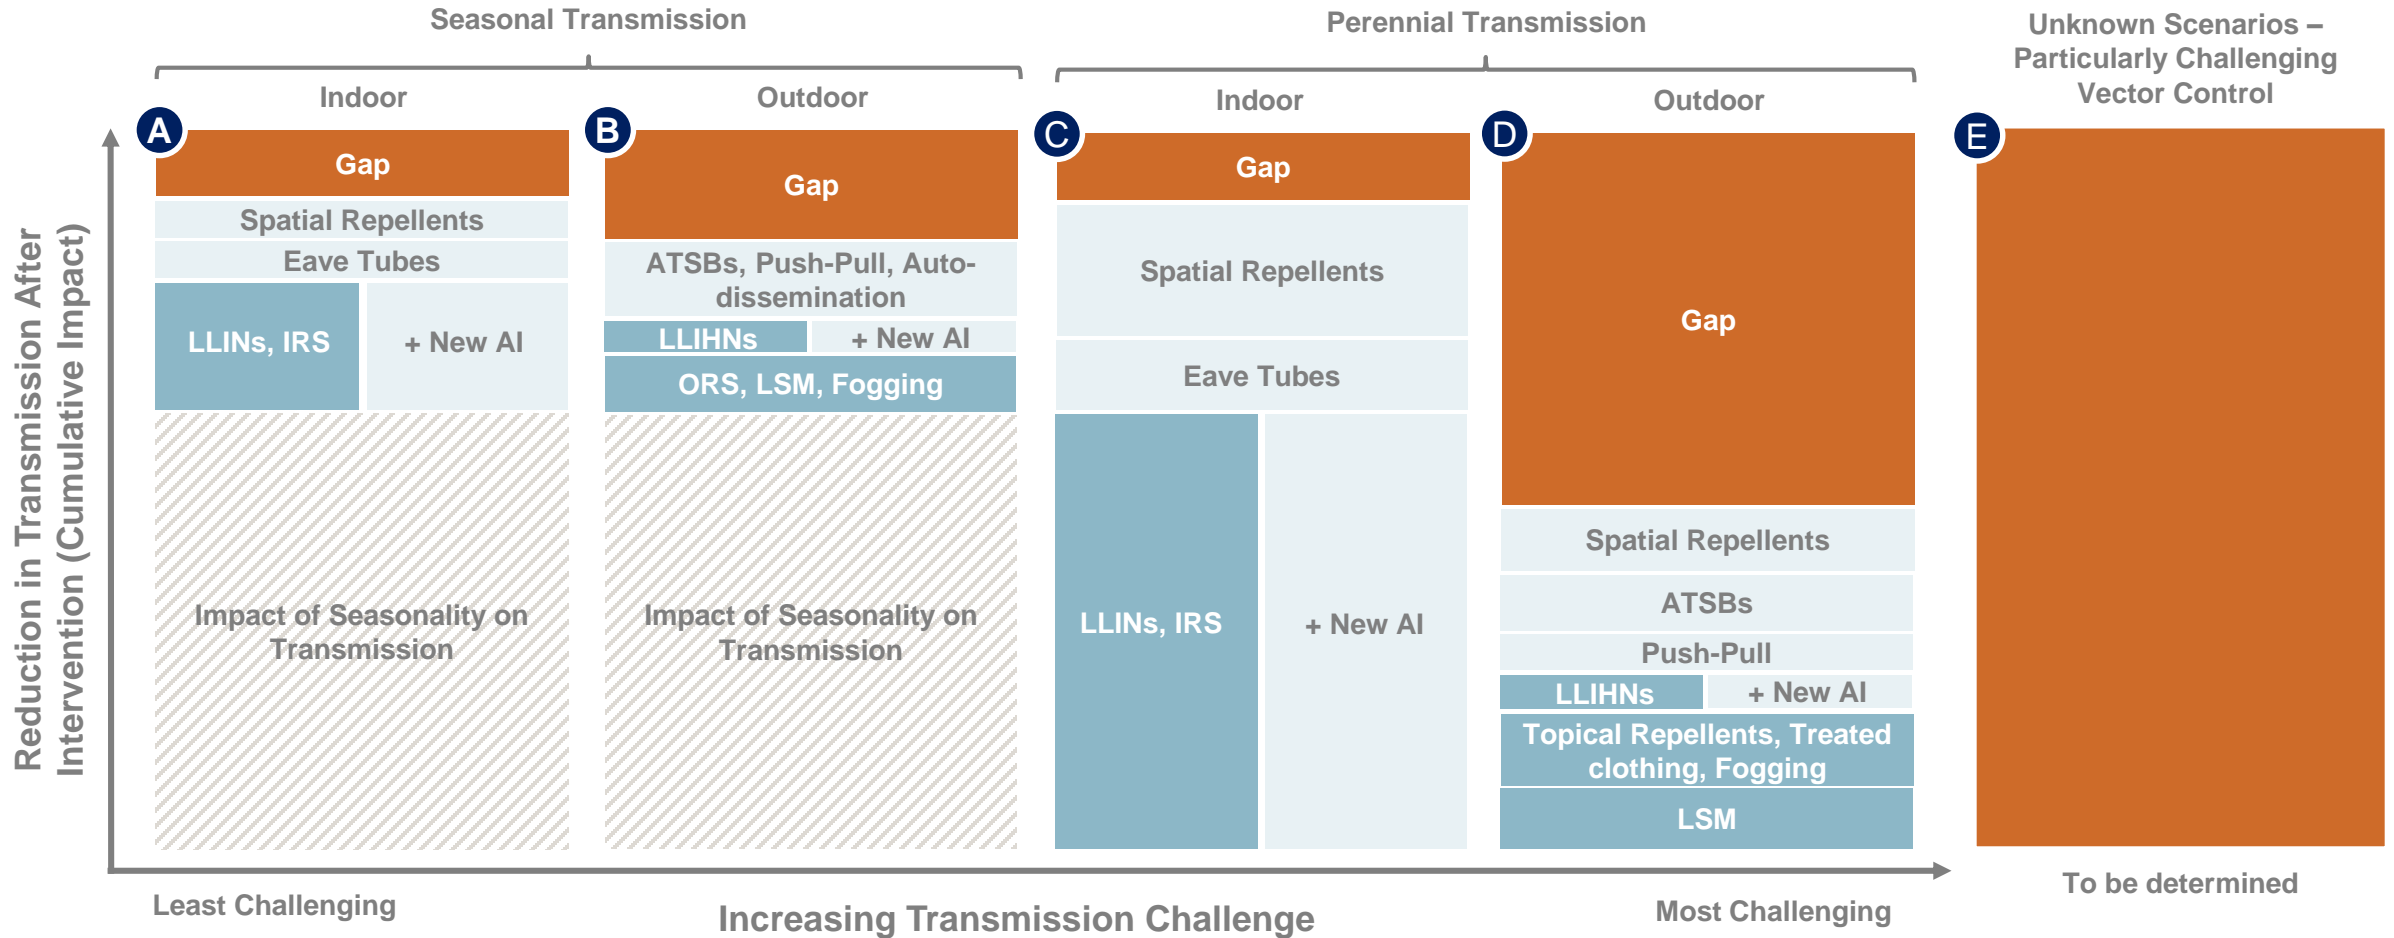 Seasonal Transmission
Perennial Transmission
Unknown Scenarios –
Particularly Challenging
Vector Control
Indoor
Outdoor
Indoor
Outdoor
Reduction in Transmission After
Intervention (Cumulative Impact)
A
Gap
Spatial Repellents
Eave Tubes
LLINs, IRS
+ New AI
Impact of Seasonality on
Transmission
B
Gap
ATSBs, Push-Pull, Auto-
dissemination
LLIHNs
+ New AI
ORS, LSM, Fogging
Impact of Seasonality on
Transmission
C
Gap
Spatial Repellents
Eave Tubes
LLINs, IRS
+ New AI
D
Gap
Spatial Repellents
ATSBs
Push-Pull
LLIHNs
+ New AI
Topical Repellents, Treated
clothing, Fogging
LSM
E
To be determined
Least Challenging
Increasing Transmission Challenge
Most Challenging